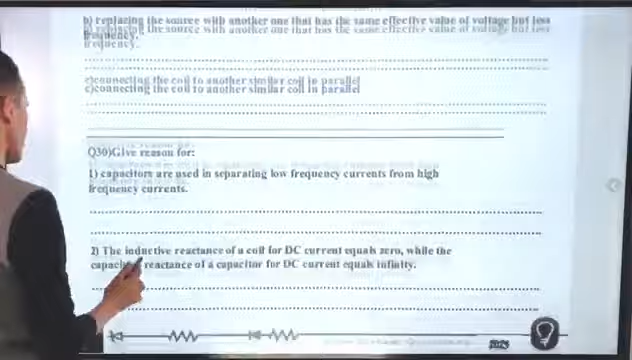 b) replacing the source with another one that has the same effective value of voltage but less
frequency.
c)connecting the coil to another similar coil in parallel
Q30)Give reason for:
1) capacitors are used in separating low frequency currents from high
frequency currents.
2) The inductive reactance of a coil for DC current equals zero, while the
reactance of a capacitor for DC current equals infinity.